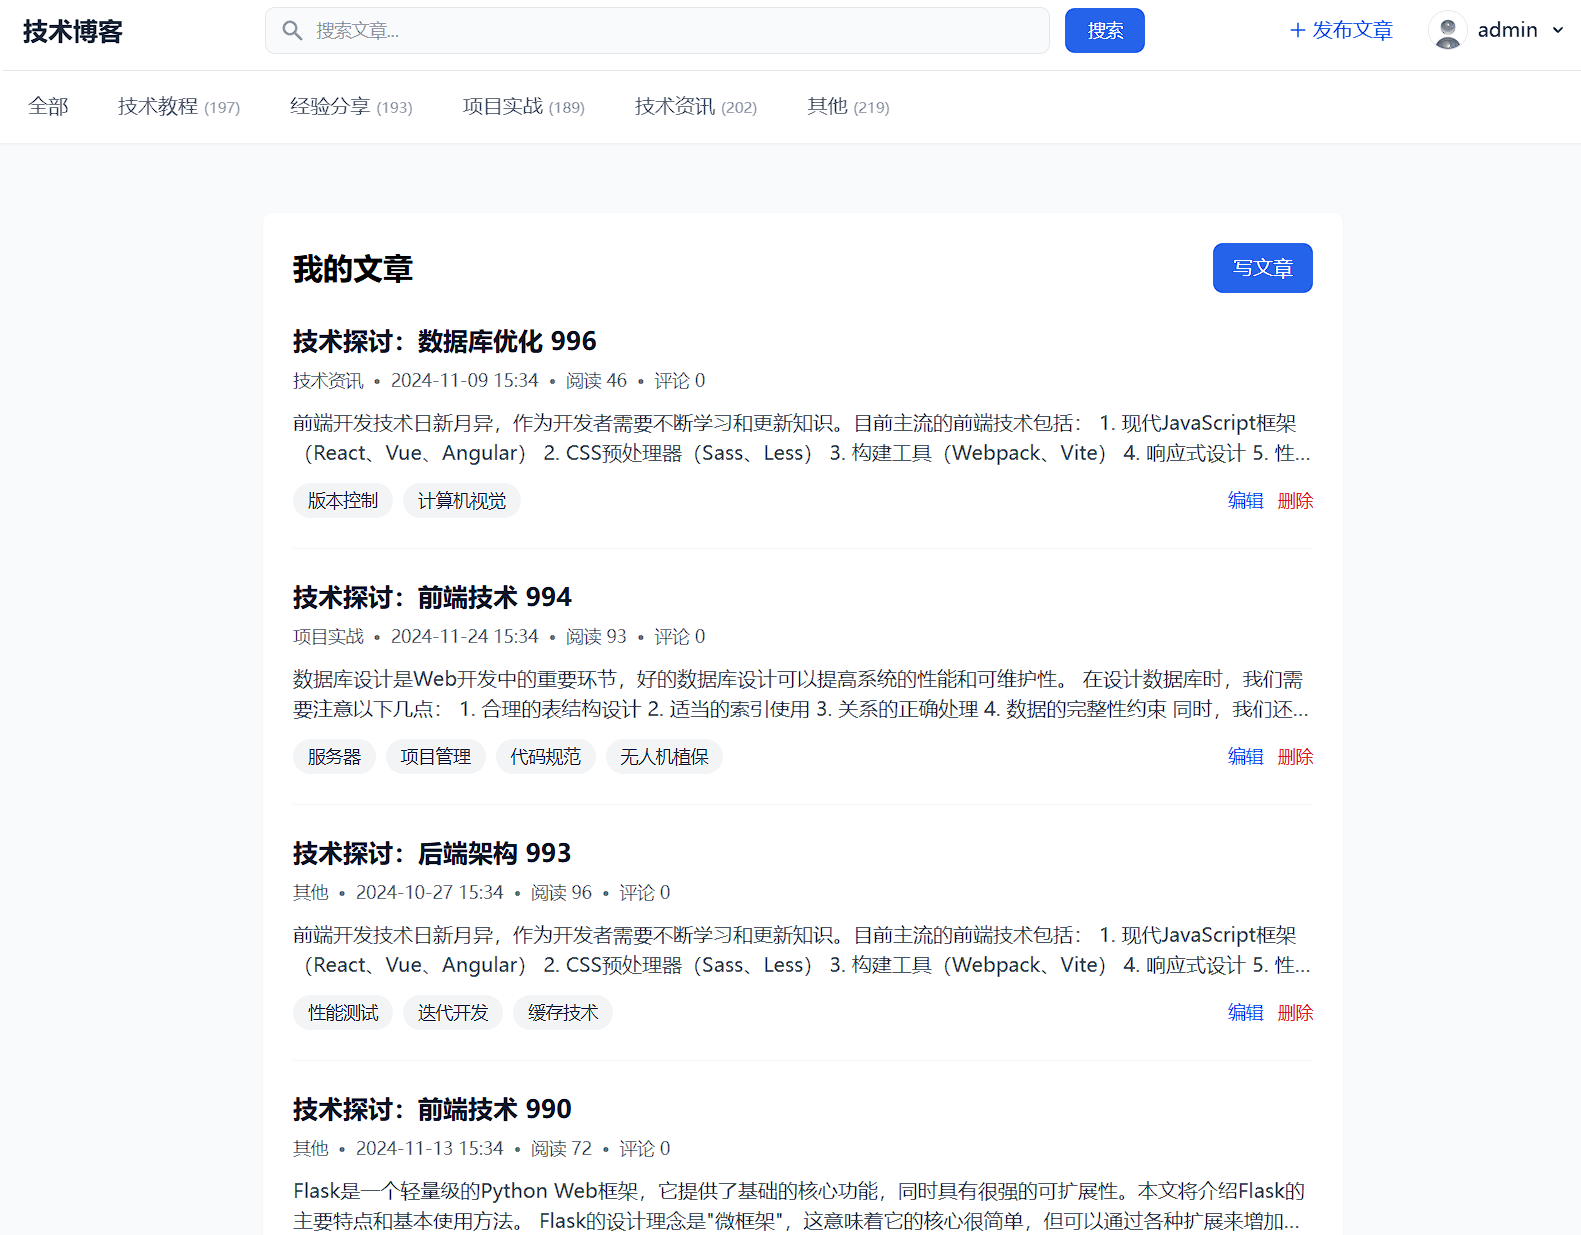 技术博客
搜索文章...
搜索
+ 发布文章
admin
全部
技术教程 (197)
经验分享 (193)
项目实战 (189)
技术资讯 (202)
其他 (219)
我的文章
写文章
技术探讨：数据库优化 996
技术资讯 • 2024-11-09 15:34 • 阅读 46 • 评论 0
前端开发技术日新月异，作为开发者需要不断学习和更新知识。目前主流的前端技术包括： 1. 现代JavaScript框架
（React、Vue、Angular） 2. CSS预处理器（Sass、Less） 3. 构建工具（Webpack、Vite） 4. 响应式设计 5. 性...
版本控制 计算机视觉
编辑 删除
技术探讨：前端技术 994
项目实战 • 2024-11-24 15:34 • 阅读 93 • 评论 0
数据库设计是Web开发中的重要环节，好的数据库设计可以提高系统的性能和可维护性。 在设计数据库时，我们需
要注意以下几点： 1. 合理的表结构设计 2. 适当的索引使用 3. 关系的正确处理 4. 数据的完整性约束 同时，我们还...
服务器 项目管理 代码规范 无人机植保
编辑 删除
技术探讨：后端架构 993
其他 • 2024-10-27 15:34 • 阅读 96 • 评论 0
前端开发技术日新月异，作为开发者需要不断学习和更新知识。目前主流的前端技术包括： 1. 现代JavaScript框架
（React、Vue、Angular） 2. CSS预处理器（Sass、Less） 3. 构建工具（Webpack、Vite） 4. 响应式设计 5. 性...
性能测试 迭代开发 缓存技术
编辑 删除
技术探讨：前端技术 990
其他 • 2024-11-13 15:34 • 阅读 72 • 评论 0
Flask是一个轻量级的Python Web框架，它提供了基础的核心功能，同时具有很强的可扩展性。本文将介绍Flask的
主要特点和基本使用方法。 Flask的设计理念是"微框架"，这意味着它的核心很简单，但可以通过各种扩展来增加...